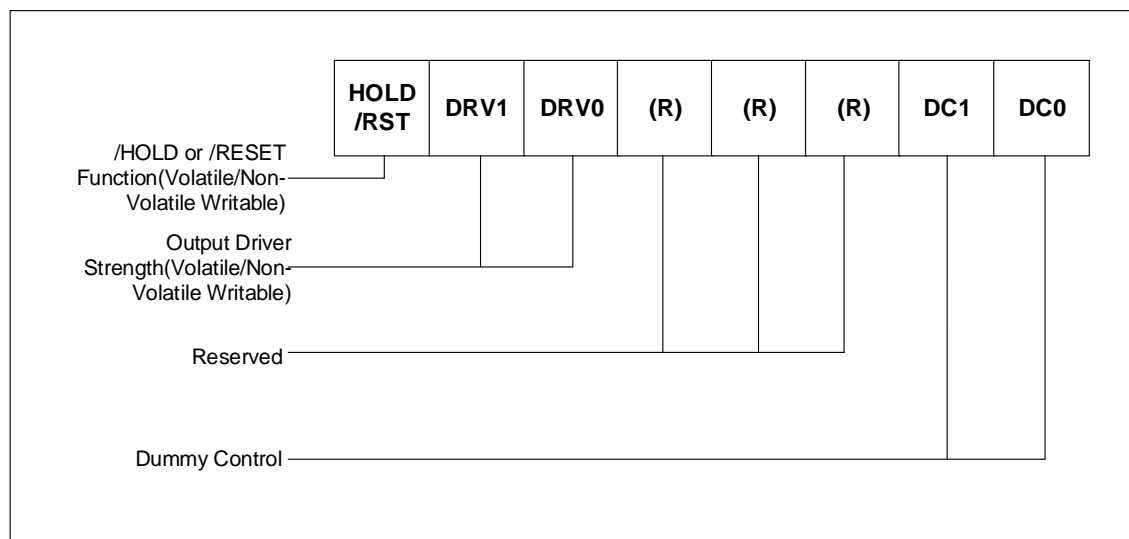 HOLD
/RST
DRV1
DRV0
(R)
(R)
(R)
DC1
DC0
/HOLD or /RESET
Function(Volatile/Non-
Volatile Writable)
Output Driver
Strength(Volatile/Non-
Volatile Writable)
Reserved
Dummy Control